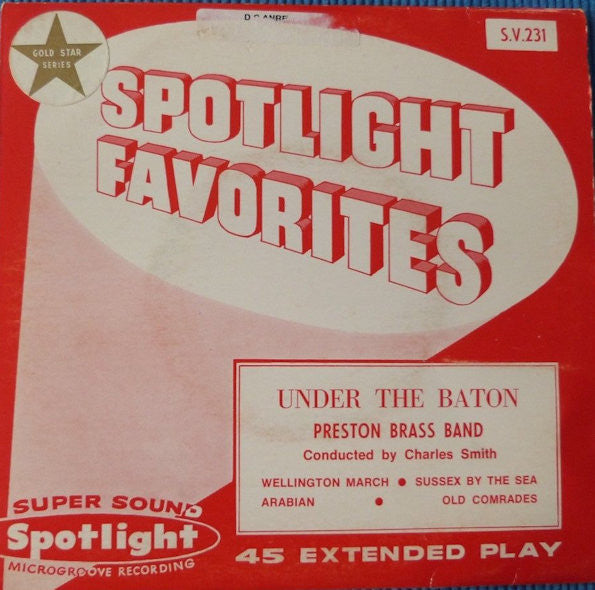 GOLD STAR
SERIES
S.V.231
SPOTLIGHT
FAVORITES
UNDER THE BATON
PRESTON BRASS BAND
Conducted by Charles Smith
WELLINGTON MARCH ● SUSSEX BY THE SEA
ARABIAN ● OLD COMRADES
SUPER SOUND
Spotlight
MICROGROOVE RECORDING
45 EXTENDED PLAY